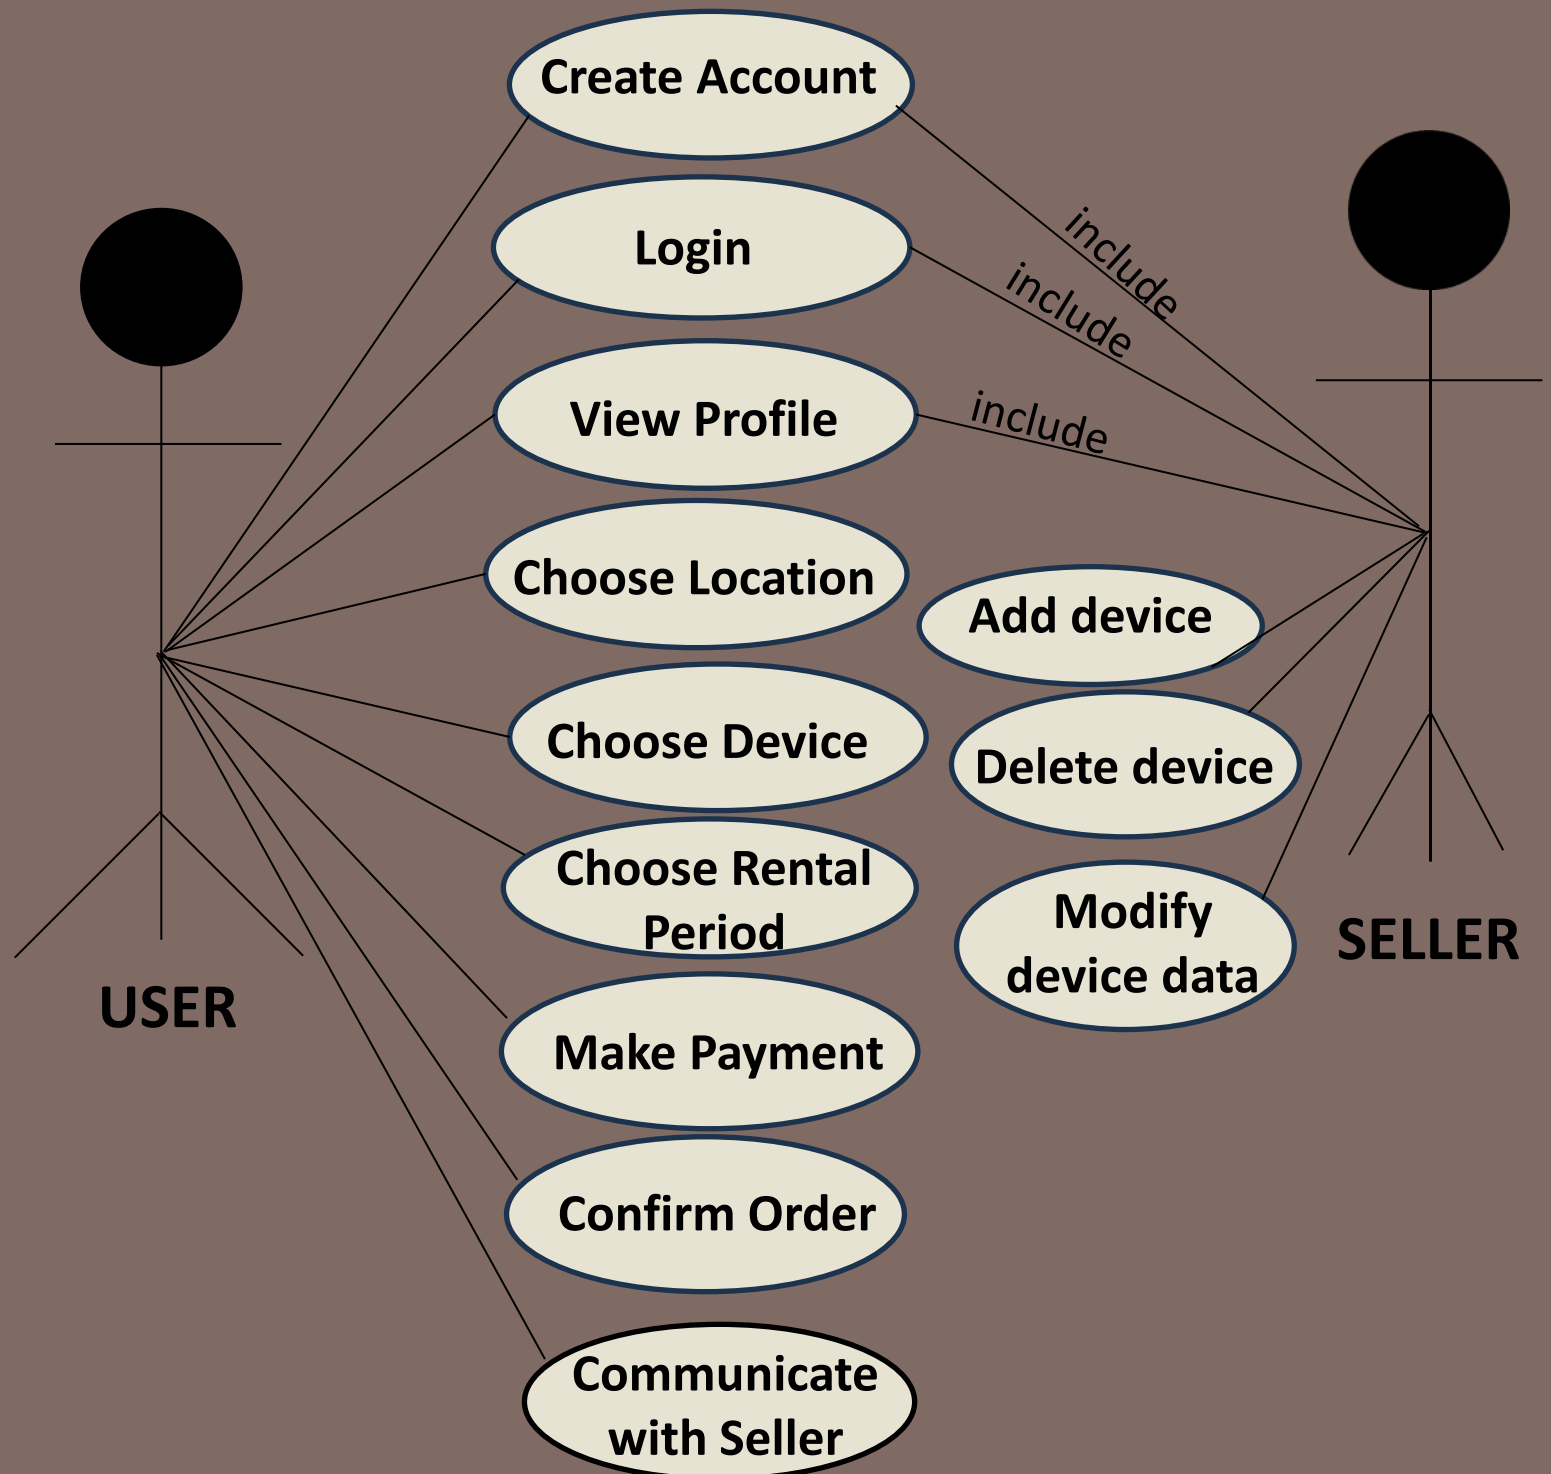 Create Account
Login
View Profile
Choose Location
Choose Device
Choose Rental
Period
Make Payment
Confirm Order
Communicate
with Seller
include
include
include
Add device
Delete device
Modify
device data
USER
SELLER